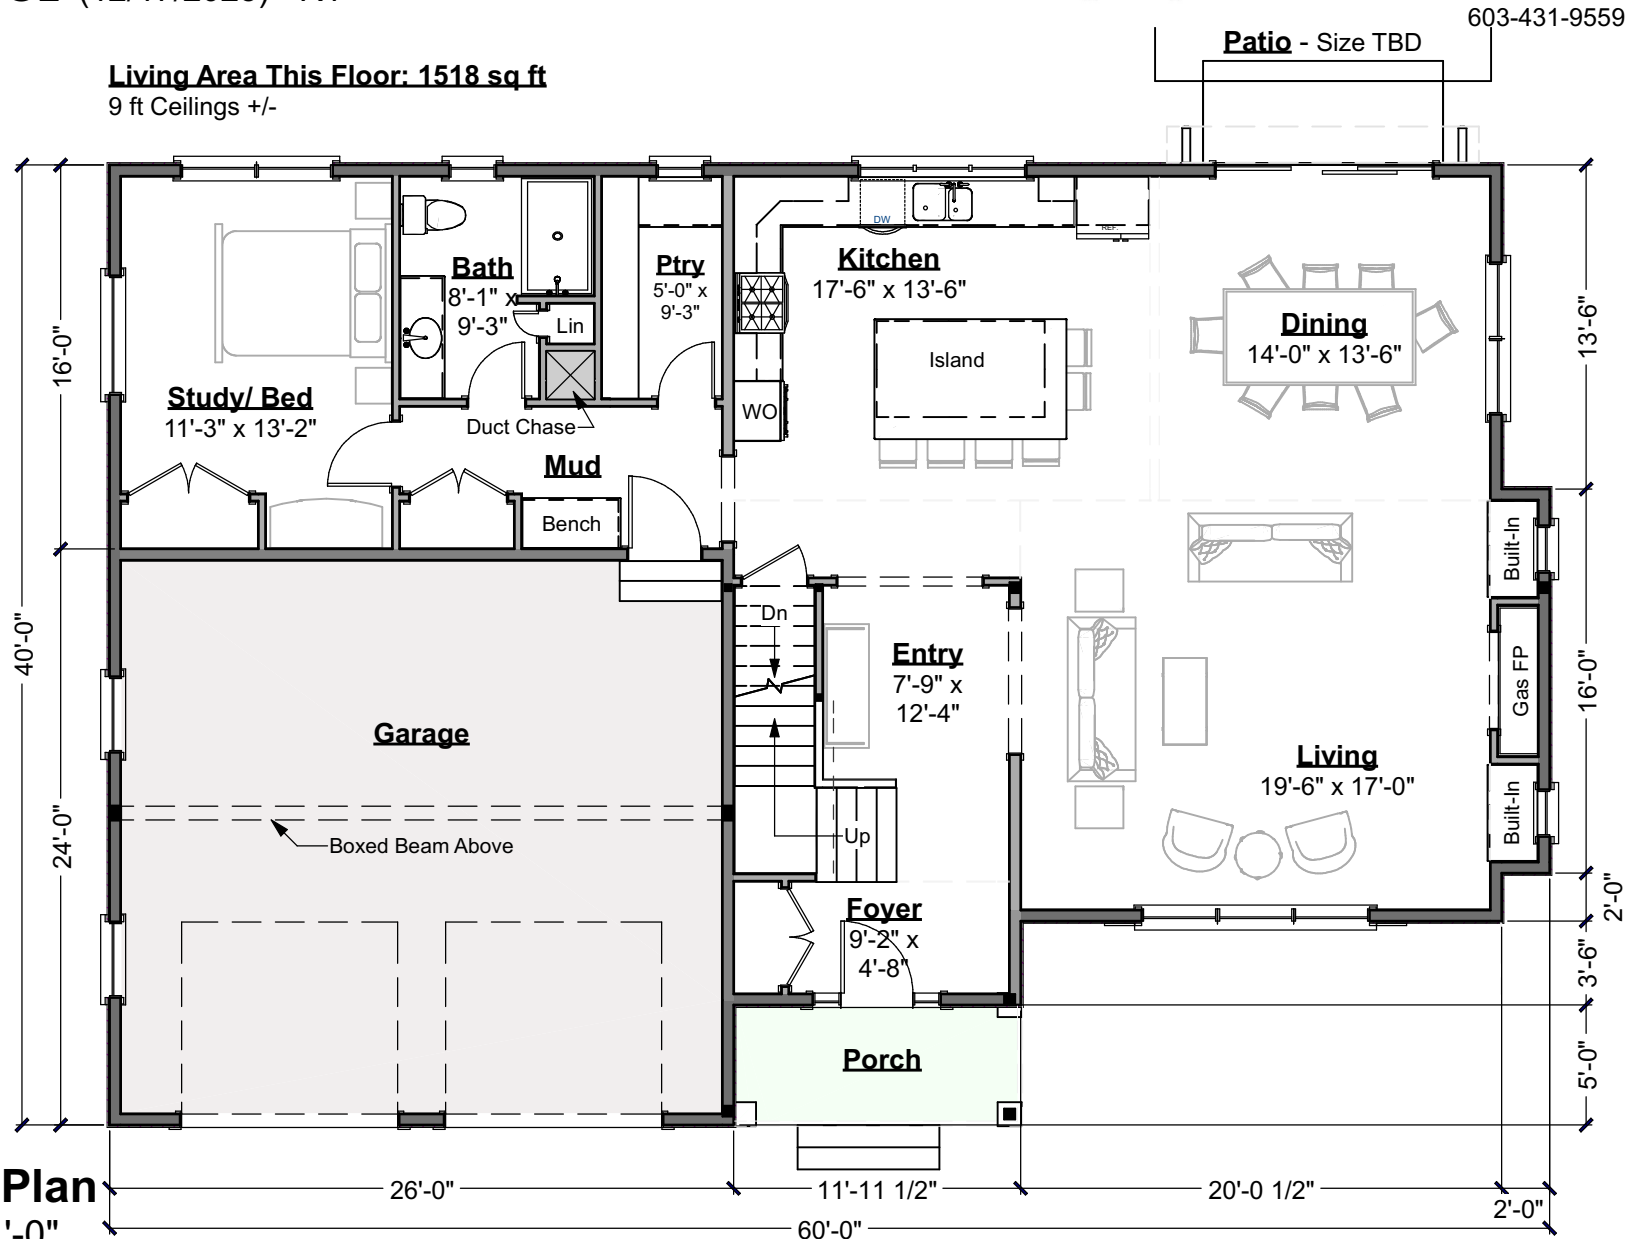 603-431-9559
Patio - Size TBD
Living Area This Floor: 1518 sq ft
9 ft Ceilings +/-
DW
REF.
Kitchen
17'-6" x 13'-6"
Bath
8'-1" x
9'-3"
Ptry
5'-0" x
9'-3"
Lin
Island
Dining
14'-0" x 13'-6"
13'-6"
16'-0"
Study/ Bed
11'-3" x 13'-2"
WO
Duct Chase
Mud
Bench
Built-In
Dn
Entry
7'-9" x
12'-4"
40'-0"
Gas FP
16'-0"
Garage
Living
19'-6" x 17'-0"
Built-In
24'-0"
Boxed Beam Above
Up
Foyer
9'-2" x
4'-8"
2'-0"
3'-6"
Porch
5'-0"
Plan
26'-0"
11'-11 1/2"
20'-0 1/2"
2'-0"
60'-0"
'-0"